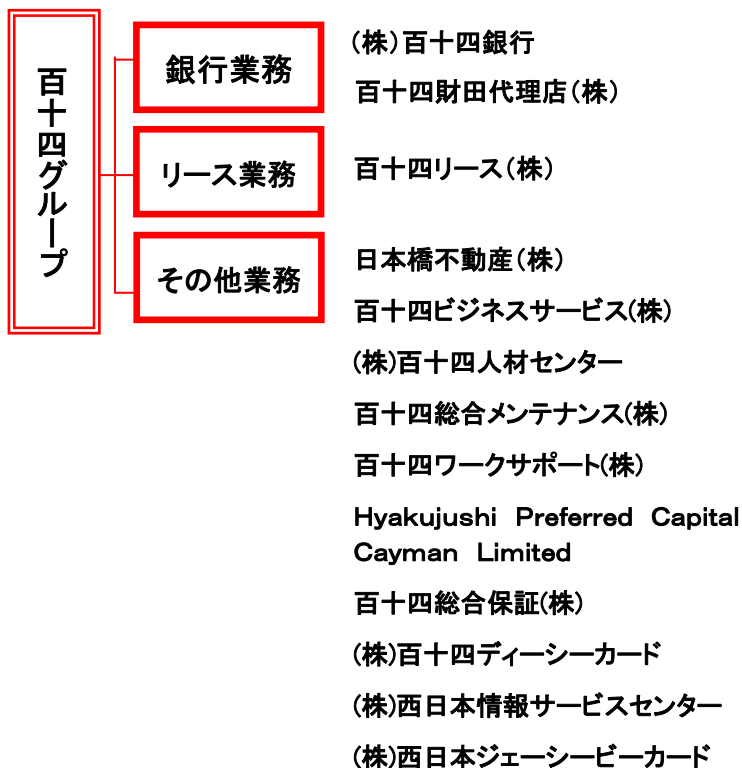 百十四グループ
銀行業務
(株)百十四銀行
百十四財田代理店(株)
リース業務
百十四リース(株)
その他業務
日本橋不動産(株)
百十四ビジネスサービス(株)
(株)百十四人材センター
百十四総合メンテナンス(株)
百十四ワークサポート(株)
Hyakujushi Preferred Capital
Cayman Limited
百十四総合保証(株)
(株)百十四ディーシーカード
(株)西日本情報サービスセンター
(株)西日本ジェーシービーカード